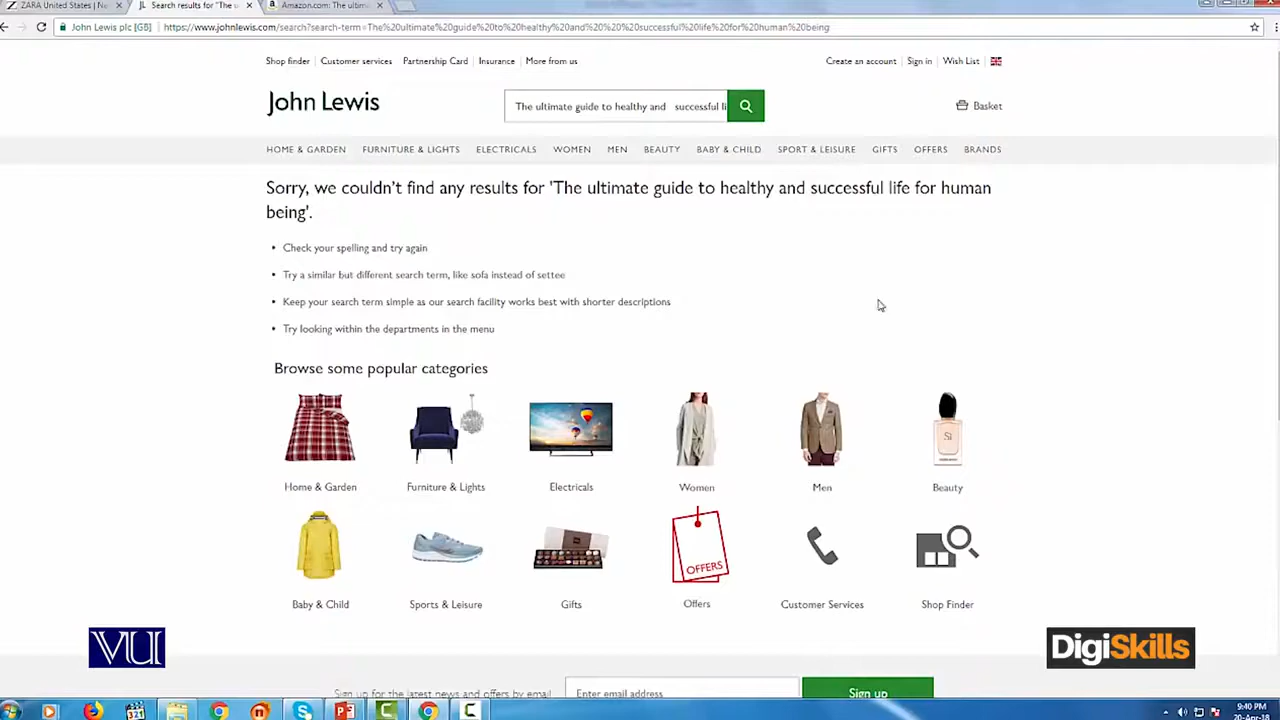 ZARA United States | Ne
Search results for "The u
Amazon.com: The ultim
John Lewis plc [GB]
https://www.johnlewis.com/search?search-term=The%20ultimate%20guide%20to%20healthy%20and%20%20%20successful%20life%20for%20human%20being
Shop finder
Customer services
Partnership Card
Insurance
More from us
Create an account
Sign in
Wish List
John Lewis
The ultimate guide to healthy and   successful li
Basket
HOME & GARDEN
FURNITURE & LIGHTS
ELECTRICALS
WOMEN
MEN
BEAUTY
BABY & CHILD
SPORT & LEISURE
GIFTS
OFFERS
BRANDS
Sorry, we couldn't find any results for 'The ultimate guide to healthy and successful life for human
being'.
• Check your spelling and try again
• Try a similar but different search term, like sofa instead of settee
• Keep your search term simple as our search facility works best with shorter descriptions
• Try looking within the departments in the menu
Browse some popular categories
Sì
Home & Garden
Furniture & Lights
Electricals
Women
Men
Beauty
OFFERS
Baby & Child
Sports & Leisure
Gifts
Offers
Customer Services
Shop Finder
VU
DigiSkills
Sign up for the latest news and offers by email
Enter email address
Sign up
9:40 PM
20-Apr-18